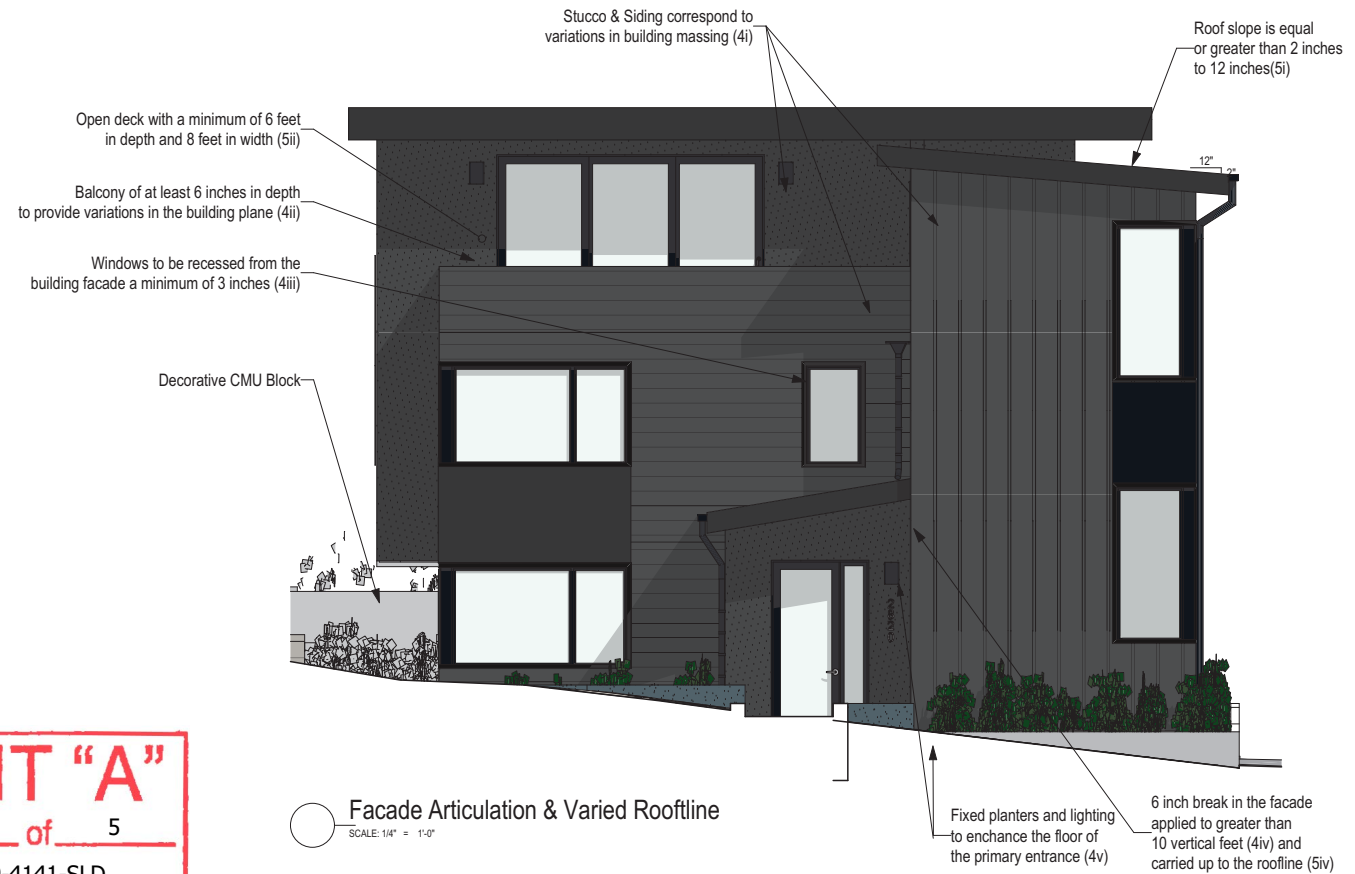 Stucco & Siding correspond to
variations in building massing (4i)
Roof slope is equal
or greater than 2 inches
to 12 inches(5i)
Open deck with a minimum of 6 feet
in depth and 8 feet in width (5ii)
12"
2"
Balcony of at least 6 inches in depth
to provide variations in the building plane (4ii)
Windows to be recessed from the
building facade a minimum of 3 inches (4iii)
Decorative CMU Block
IT “A”
of 5
-4141-SLD
Facade Articulation & Varied Rooftline
SCALE: 1/4" = 1'-0"
Fixed planters and lighting
to enchance the floor of
the primary entrance (4v)
6 inch break in the facade
applied to greater than
10 vertical feet (4iv) and
carried up to the roofline (5iv)